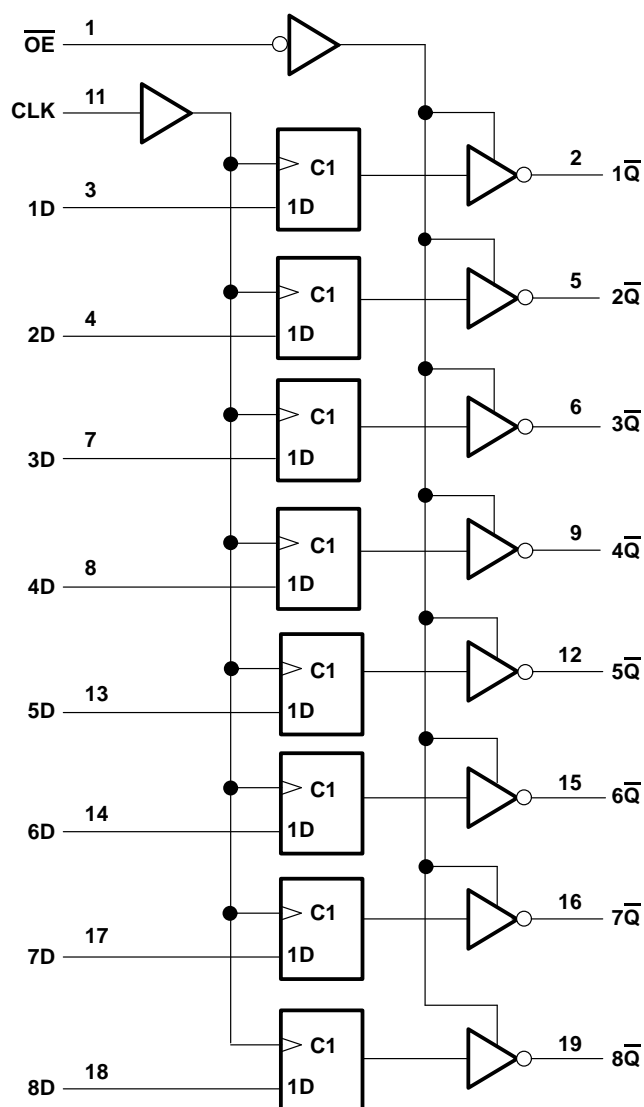 O̅E̅ 1
CLK 11
C1
2 1Q̅
1D 3 1D
C1
5 2Q̅
2D 4 1D
C1
6 3Q̅
3D 7 1D
C1
9 4Q̅
4D 8 1D
C1
12 5Q̅
5D 13 1D
C1
15 6Q̅
6D 14 1D
C1
16 7Q̅
7D 17 1D
C1
19 8Q̅
8D 18 1D